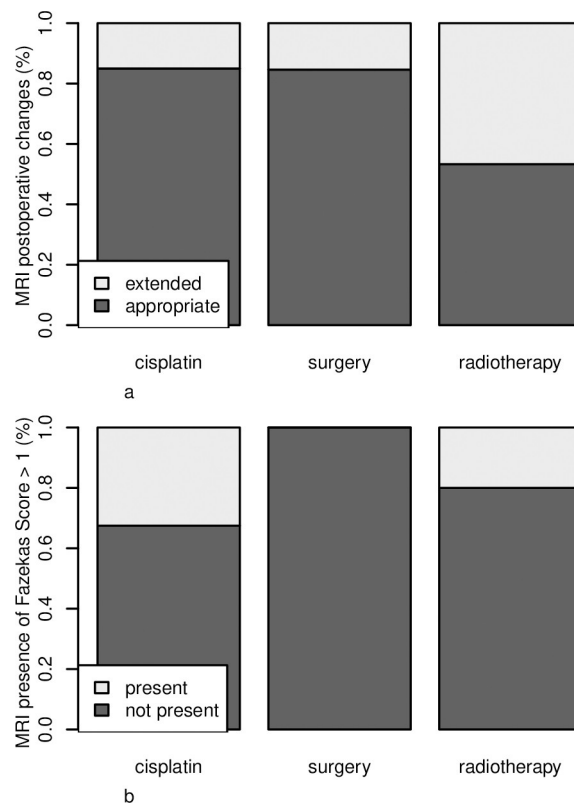 MRI postoperative changes (%)
1.0
0.8
0.6
0.4
0.2
0.0
extended
appropriate
cisplatin surgery radiotherapy
a
MRI presence of Fazekas Score > 1 (%)
1.0
0.8
0.6
0.4
0.2
0.0
present
not present
cisplatin surgery radiotherapy
b